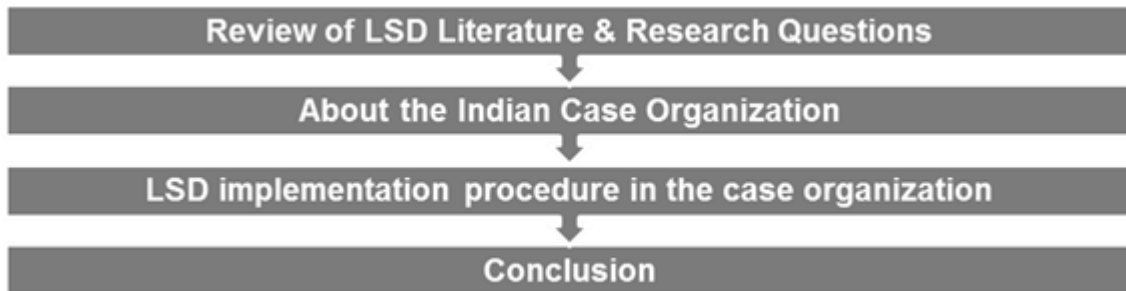 Review of LSD Literature & Research Questions
About the Indian Case Organization
LSD implementation procedure in the case organization
Conclusion